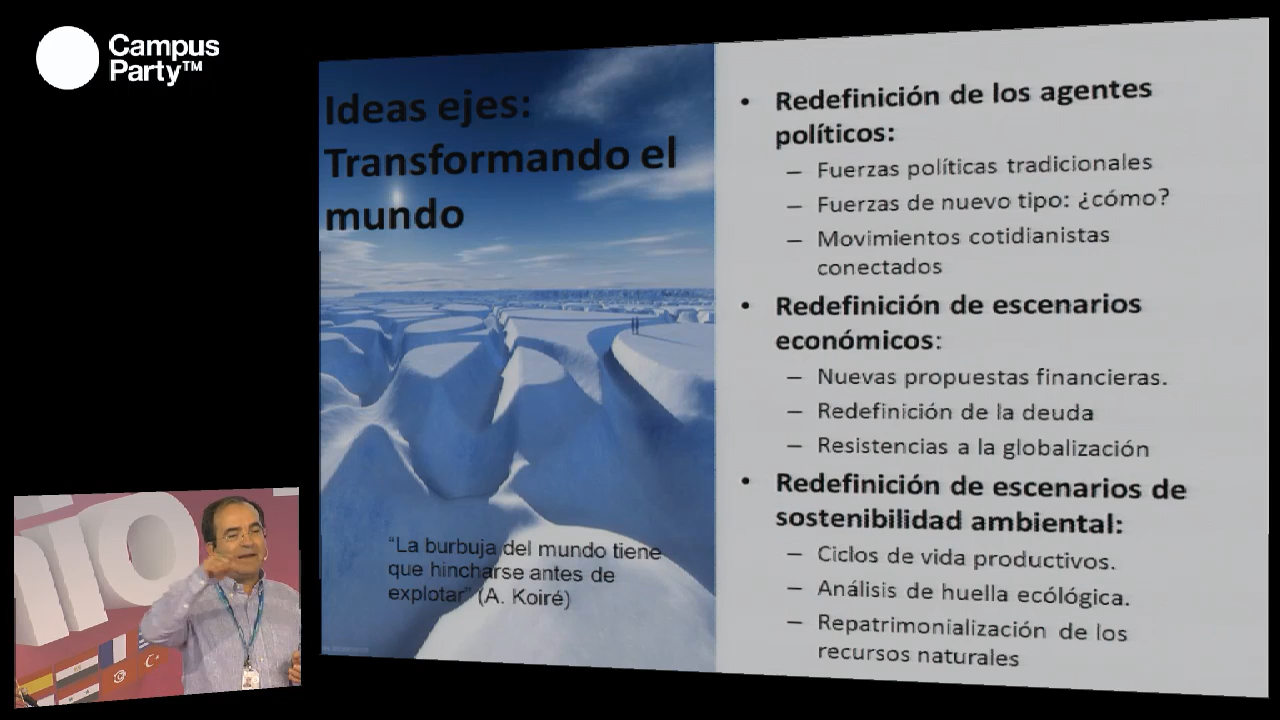 Campus
Party™
Ideas ejes:
Transformando el
mundo
“La burbuja del mundo tiene
que hincharse antes de
explotar” (A. Koiré)
• Redefinición de los agentes
políticos:
– Fuerzas políticas tradicionales
– Fuerzas de nuevo tipo: ¿cómo?
– Movimientos cotidianistas
conectados
• Redefinición de escenarios
económicos:
– Nuevas propuestas financieras.
– Redefinición de la deuda
– Resistencias a la globalización
• Redefinición de escenarios de
sostenibilidad ambiental:
– Ciclos de vida productivos.
– Análisis de huella ecólógica.
– Repatrimonialización de los
recursos naturales